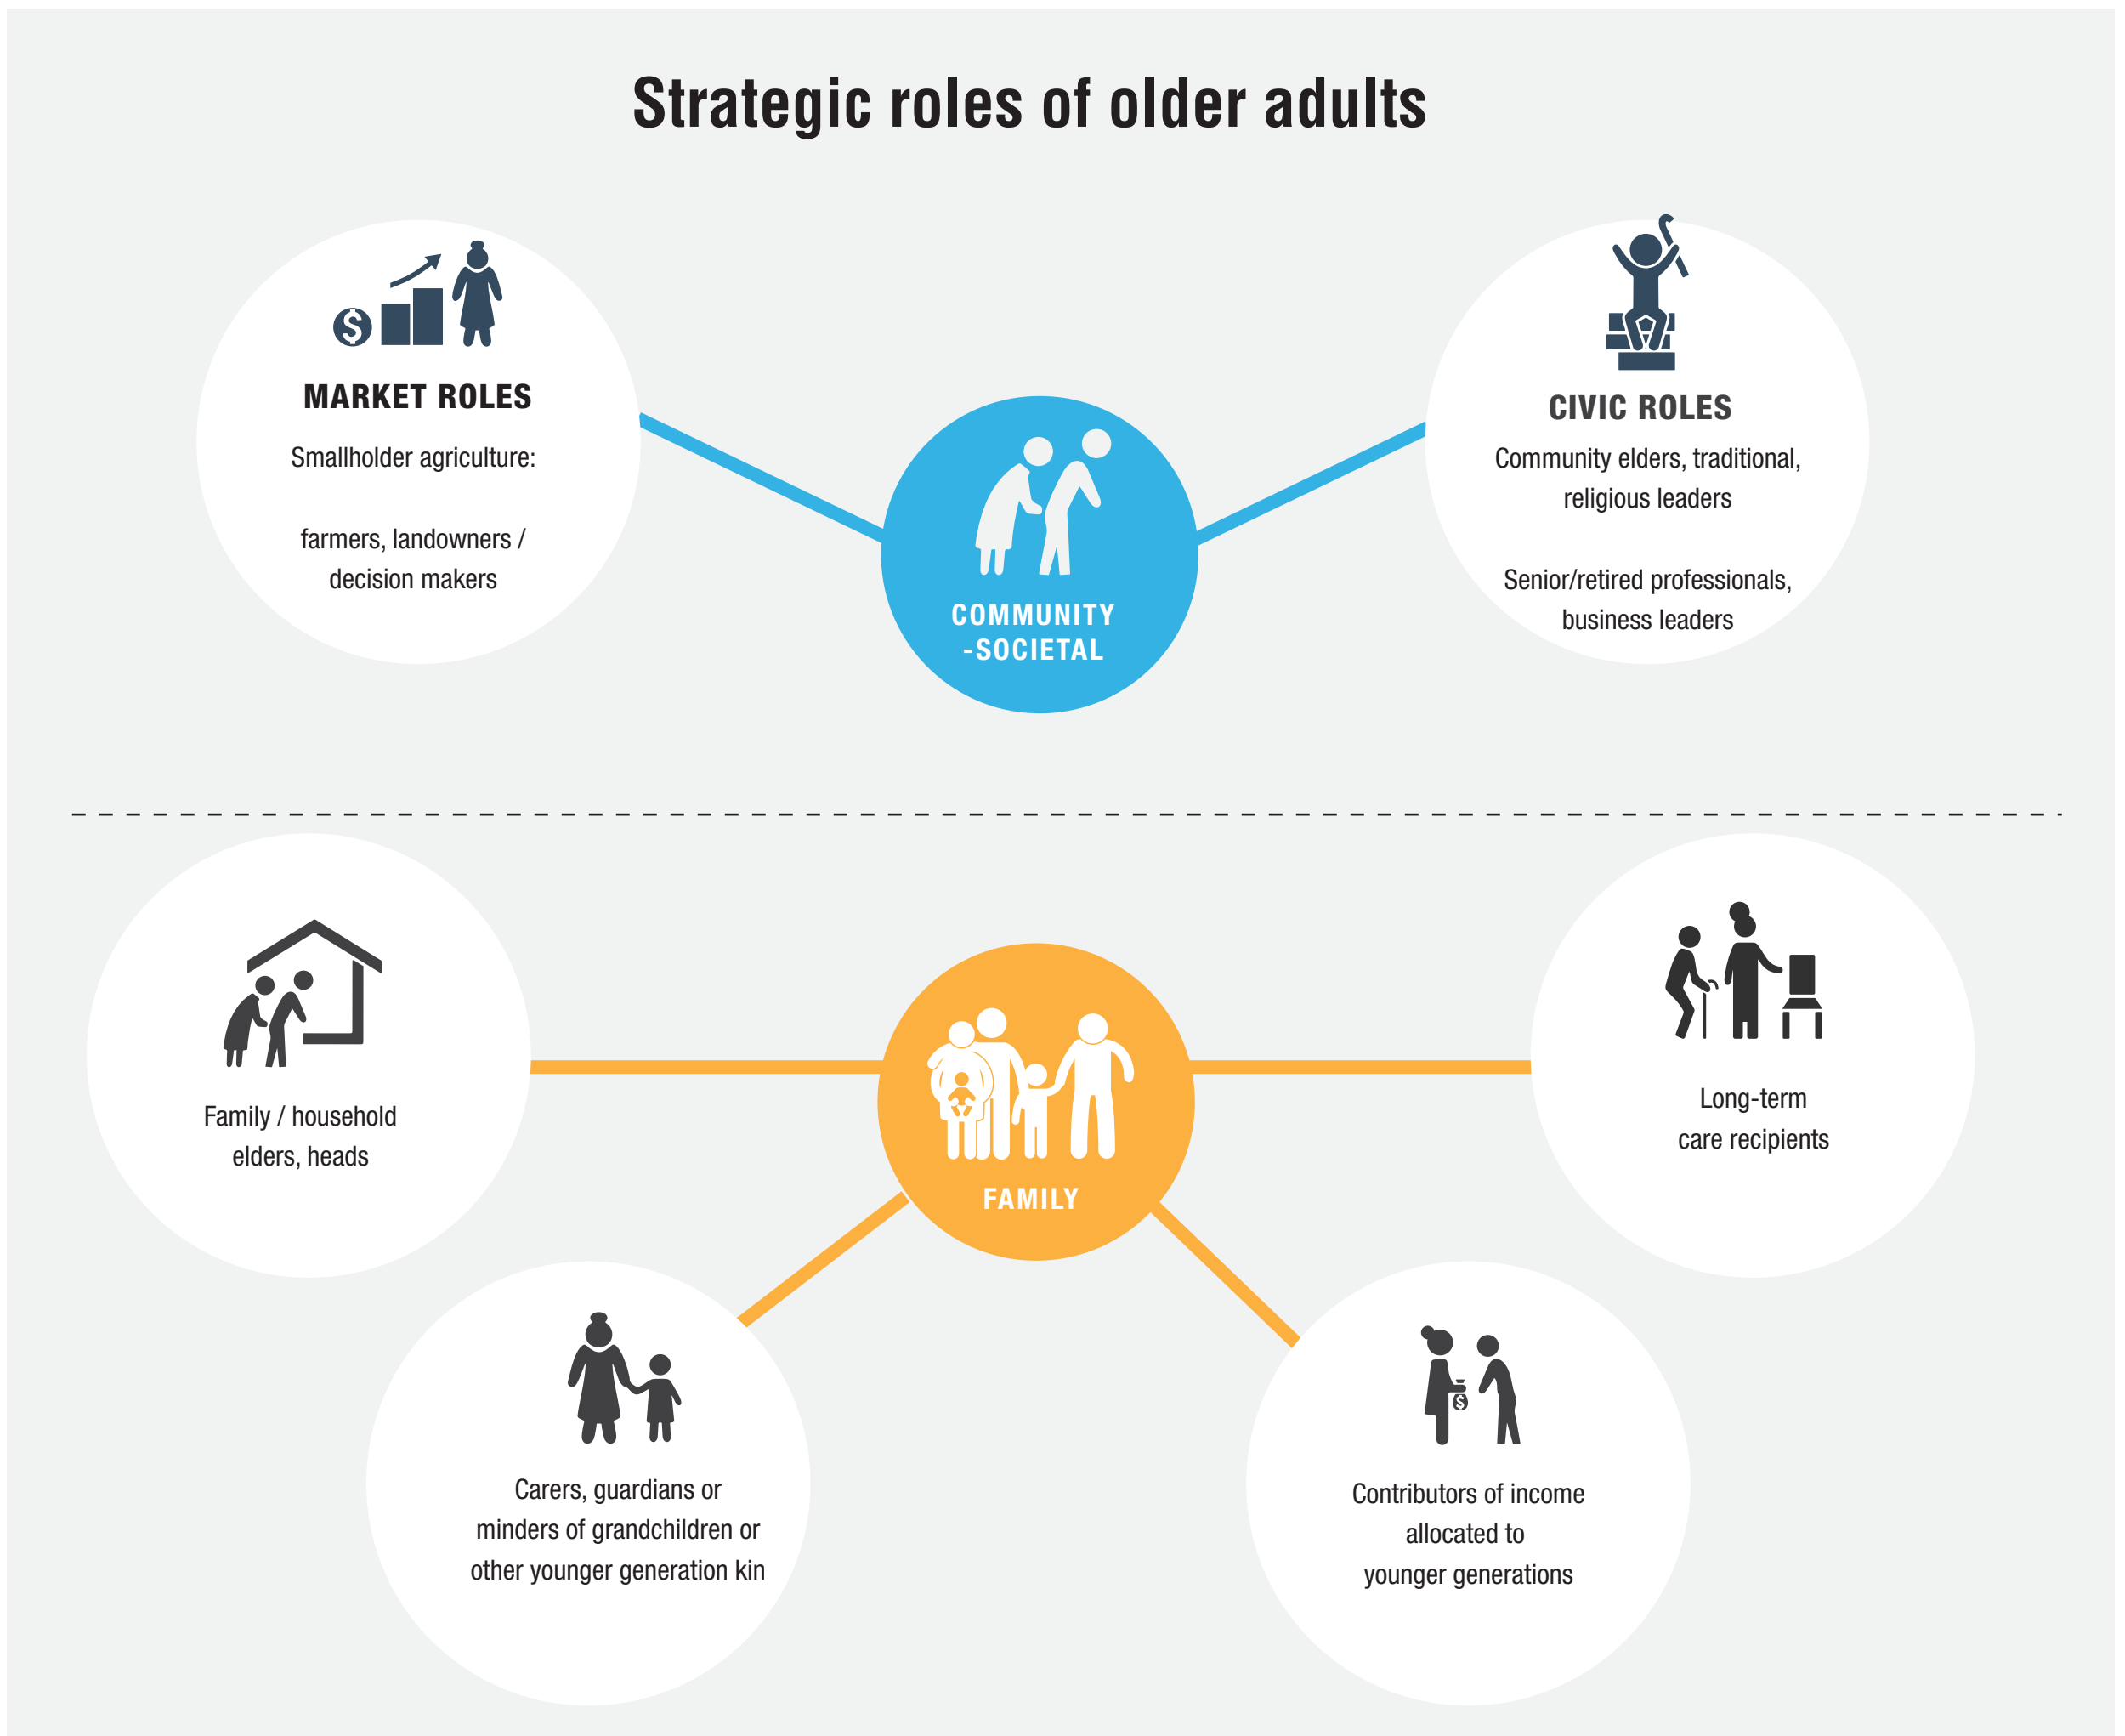 Strategic roles of older adults
MARKET ROLES
Smallholder agriculture:
farmers, landowners /
decision makers
COMMUNITY
-SOCIETAL
CIVIC ROLES
Community elders, traditional,
religious leaders
Senior/retired professionals,
business leaders
Family / household
elders, heads
FAMILY
Long-term
care recipients
Carers, guardians or
minders of grandchildren or
other younger generation kin
Contributors of income
allocated to
younger generations